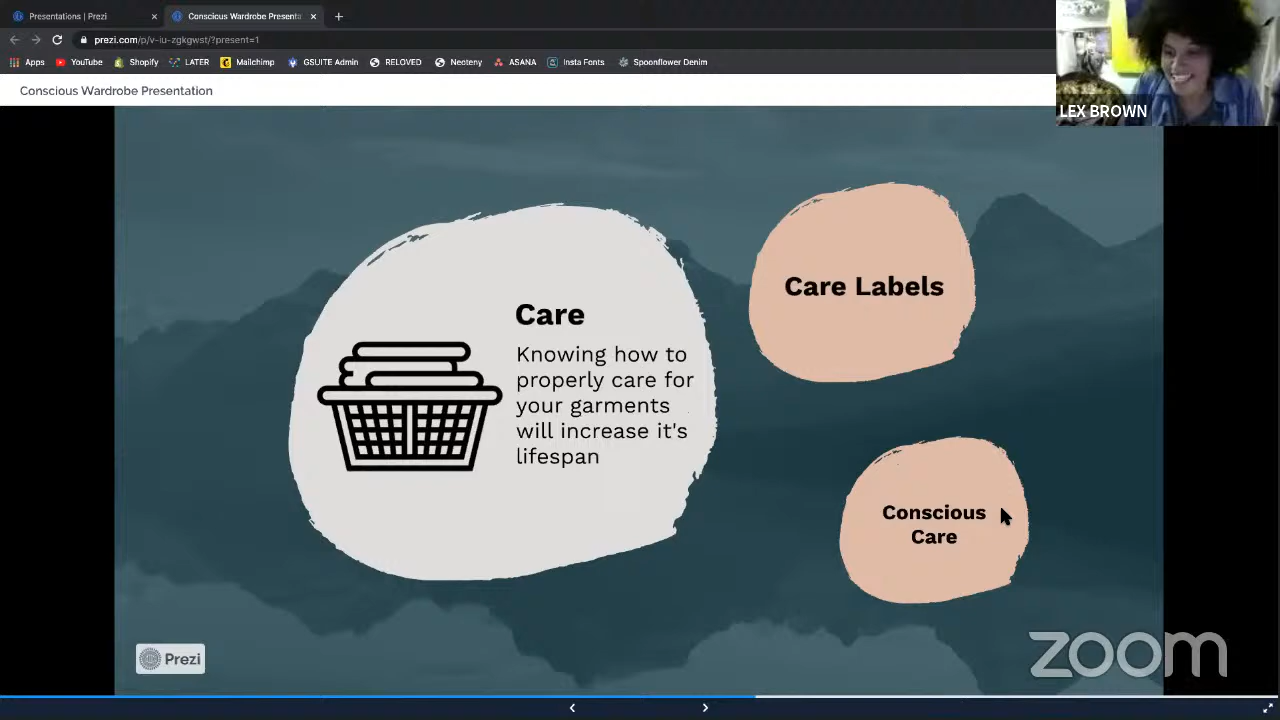 Presentations | Prezi
Conscious Wardrobe Presenta
prezi.com/p/v-iu-zgkgwst/?present=1
Apps YouTube Shopify LATER Mailchimp GSUITE Admin RELOVED Neoteny ASANA Insta Fonts Spoonflower Denim
Conscious Wardrobe Presentation
LEX BROWN
Care
Knowing how to
properly care for
your garments
will increase it's
lifespan
Care Labels
Conscious
Care
Prezi
zoom